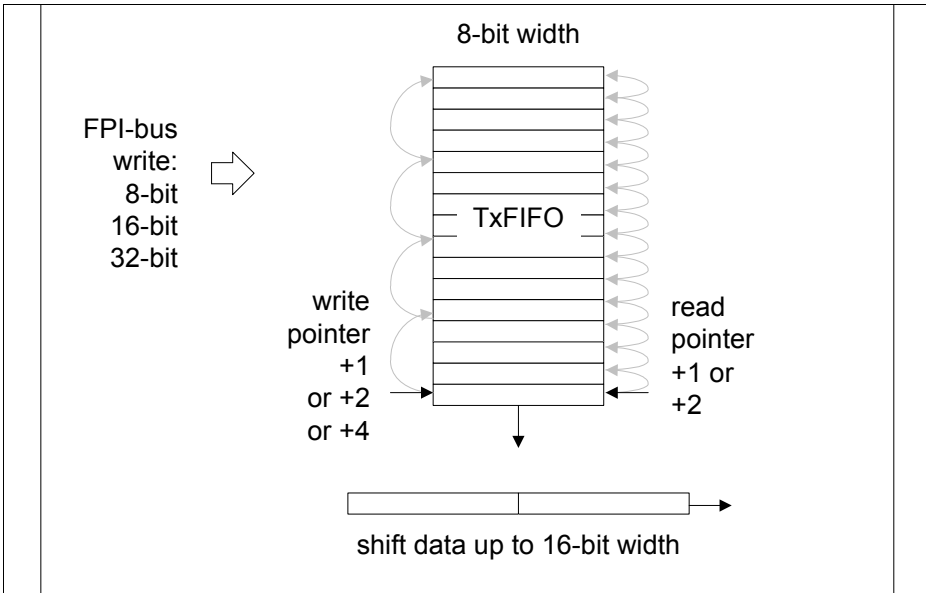 8-bit width
FPI-bus
write:
8-bit
16-bit
32-bit
TxFIFO
write
pointer
+1
or +2
or +4
read
pointer
+1 or
+2
shift data up to 16-bit width